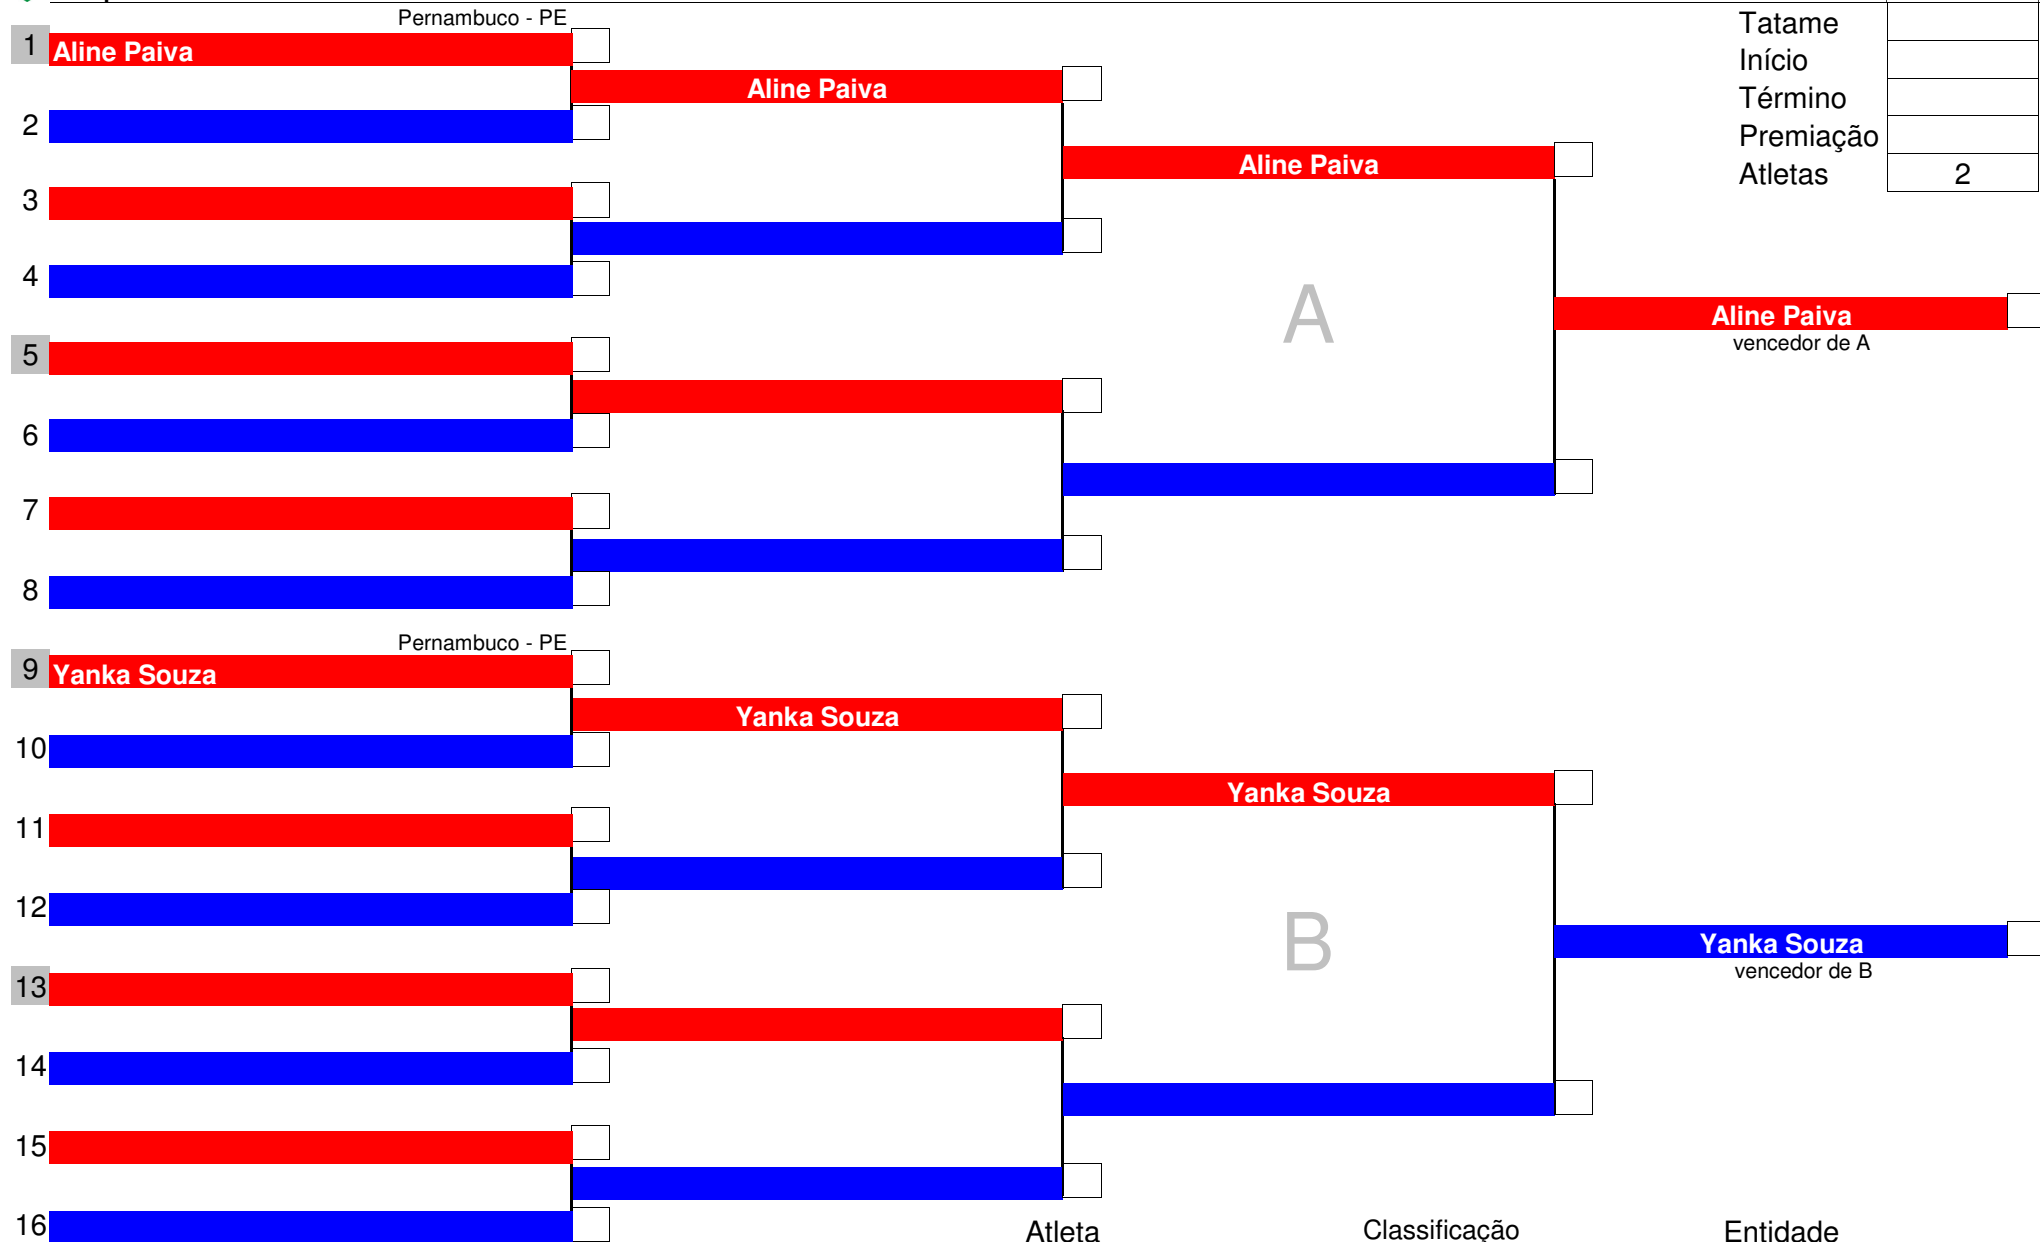 Pernambuco - PE
Tatame
1 Aline Paiva
Início
Aline Paiva
Término
2
Premiação
Aline Paiva
Atletas 2
3
4
A
Aline Paiva
vencedor de A
5
6
7
8
Pernambuco - PE
9 Yanka Souza
Yanka Souza
10
Yanka Souza
11
12
B
Yanka Souza
vencedor de B
13
14
15
16
Atleta Classificação Entidade